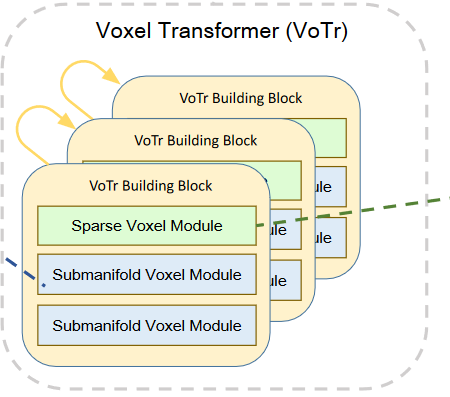 Voxel Transformer (VoTr)
VoTr Building Block
VoTr Building Block
VoTr Building Block
Sparse Voxel Module
Submanifold Voxel Module
Submanifold Voxel Module